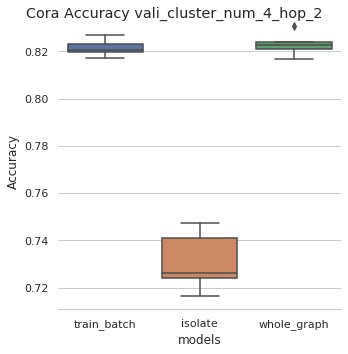 Cora Accuracy vali_cluster_num_4_hop_2
0.82
0.80
0.78
0.76
0.74
0.72
Accuracy
train_batch
isolate
whole_graph
models